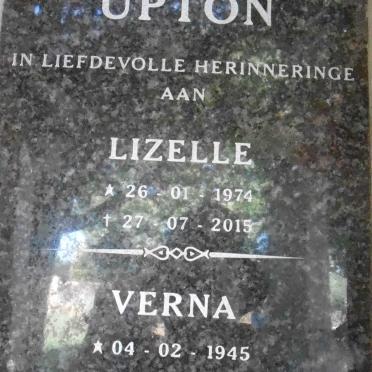 UPTON
IN LIEFDEVOLLE HERINNERINGE
AAN
LIZELLE
★ 26 - 01 - 1974
† 27 - 07 - 2015
VERNA
★ 04 - 02 - 1945